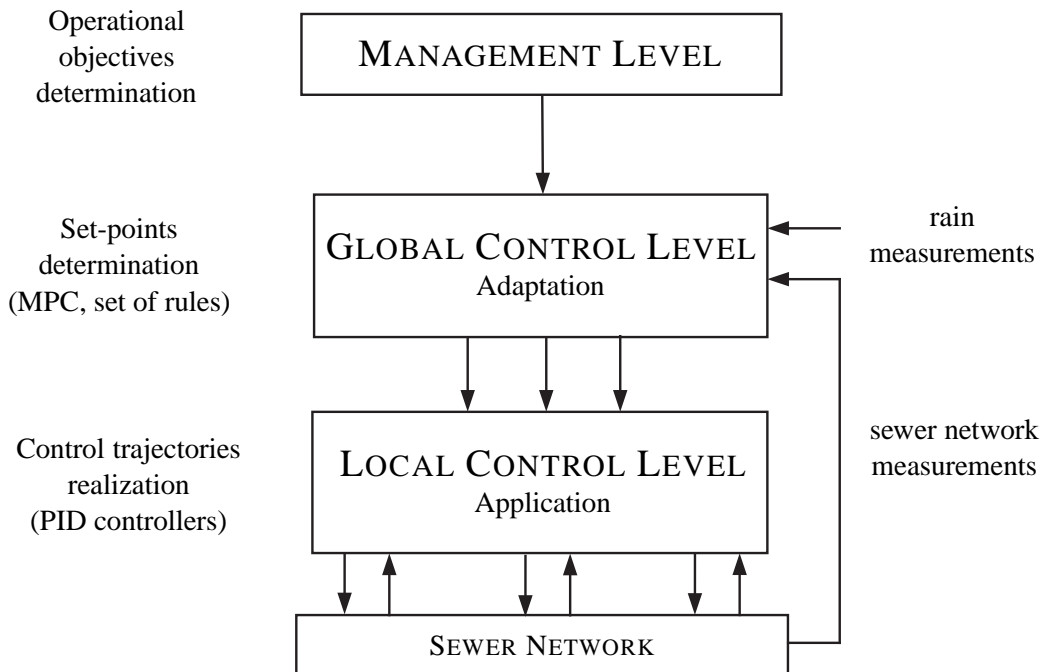 Operational
objectives
determination
MANAGEMENT LEVEL
Set-points
determination
(MPC, set of rules)
GLOBAL CONTROL LEVEL
Adaptation
rain
measurements
Control trajectories
realization
(PID controllers)
LOCAL CONTROL LEVEL
Application
sewer network
measurements
SEWER NETWORK